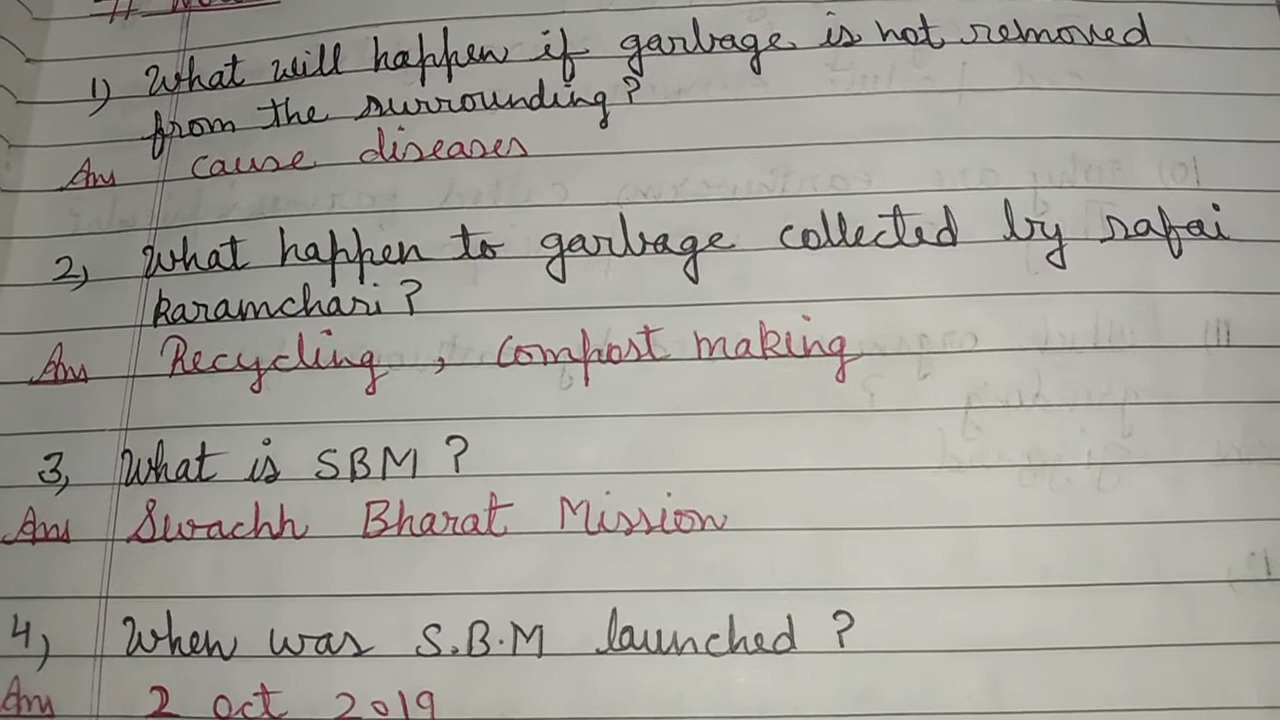 1) What will happen if garbage is not removed
from the surrounding?
Ans cause diseases
2) What happen to garbage collected by safai
karamchari?
Ans Recycling, compost making
3) What is SBM?
Ans Swachh Bharat Mission
4) When was S.B.M launched?
Ans 2 Oct 2019